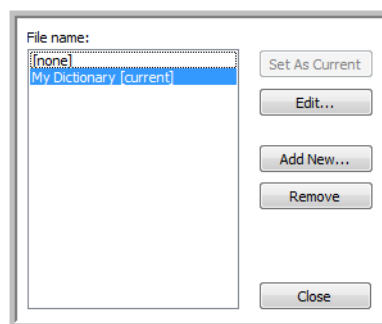 File name:
[none]
My Dictionary [current]
Set As Current
Edit...
Add New...
Remove
Close